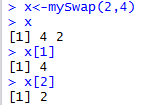 > x<-mySwap(2,4)
> x
[1] 4 2
> x[1]
[1] 4
> x[2]
[1] 2